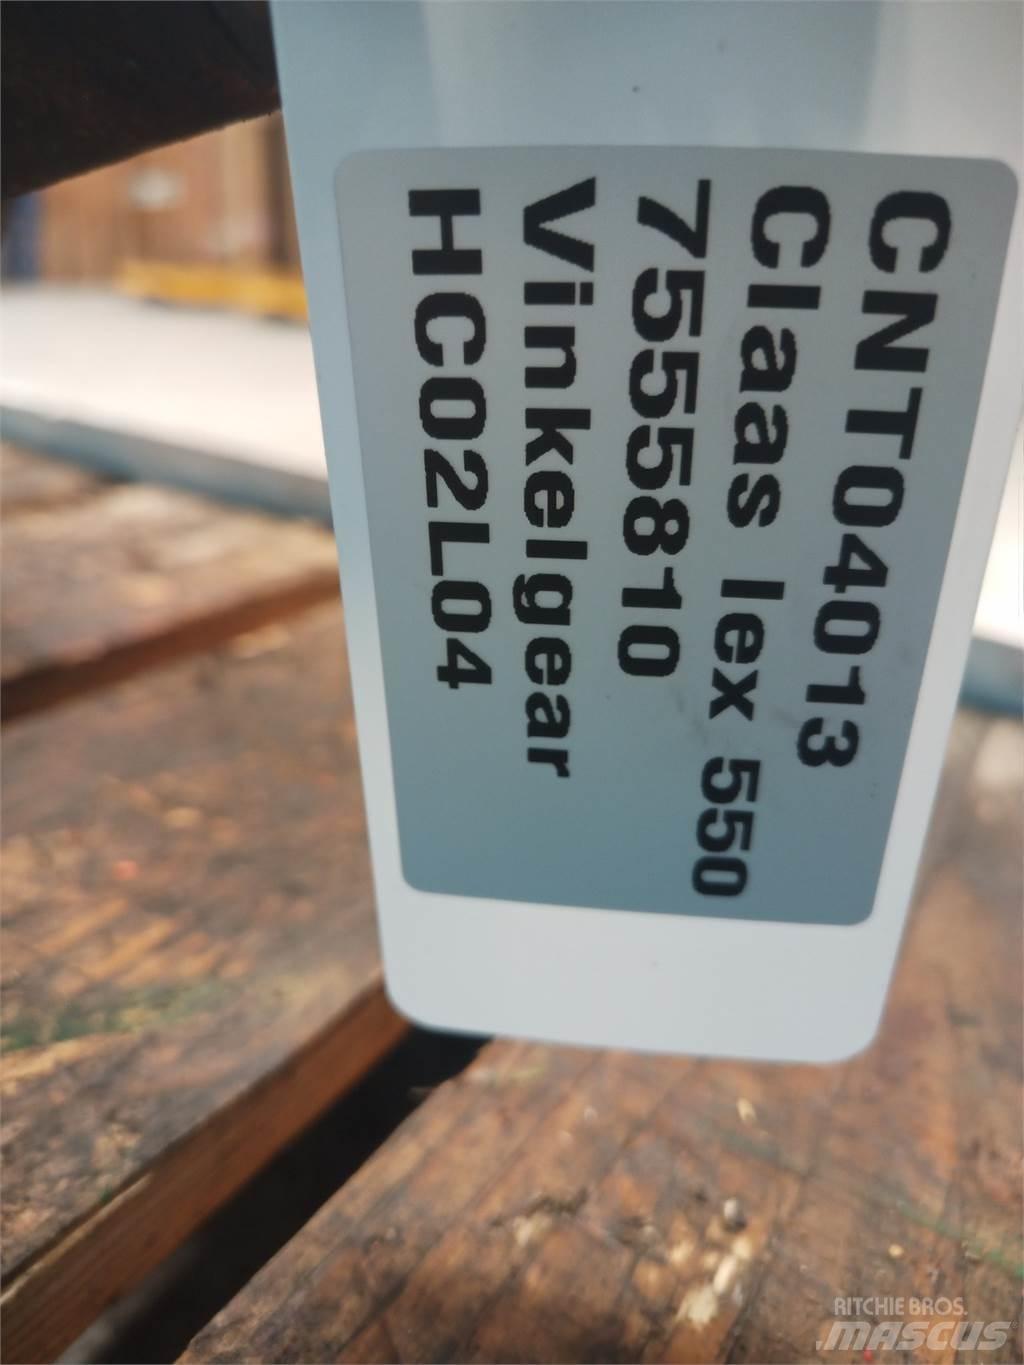 CNT04013
Claas lex 550
7555810
Vinkelgear
HC02L04
RITCHIE BROS.
MASCUS